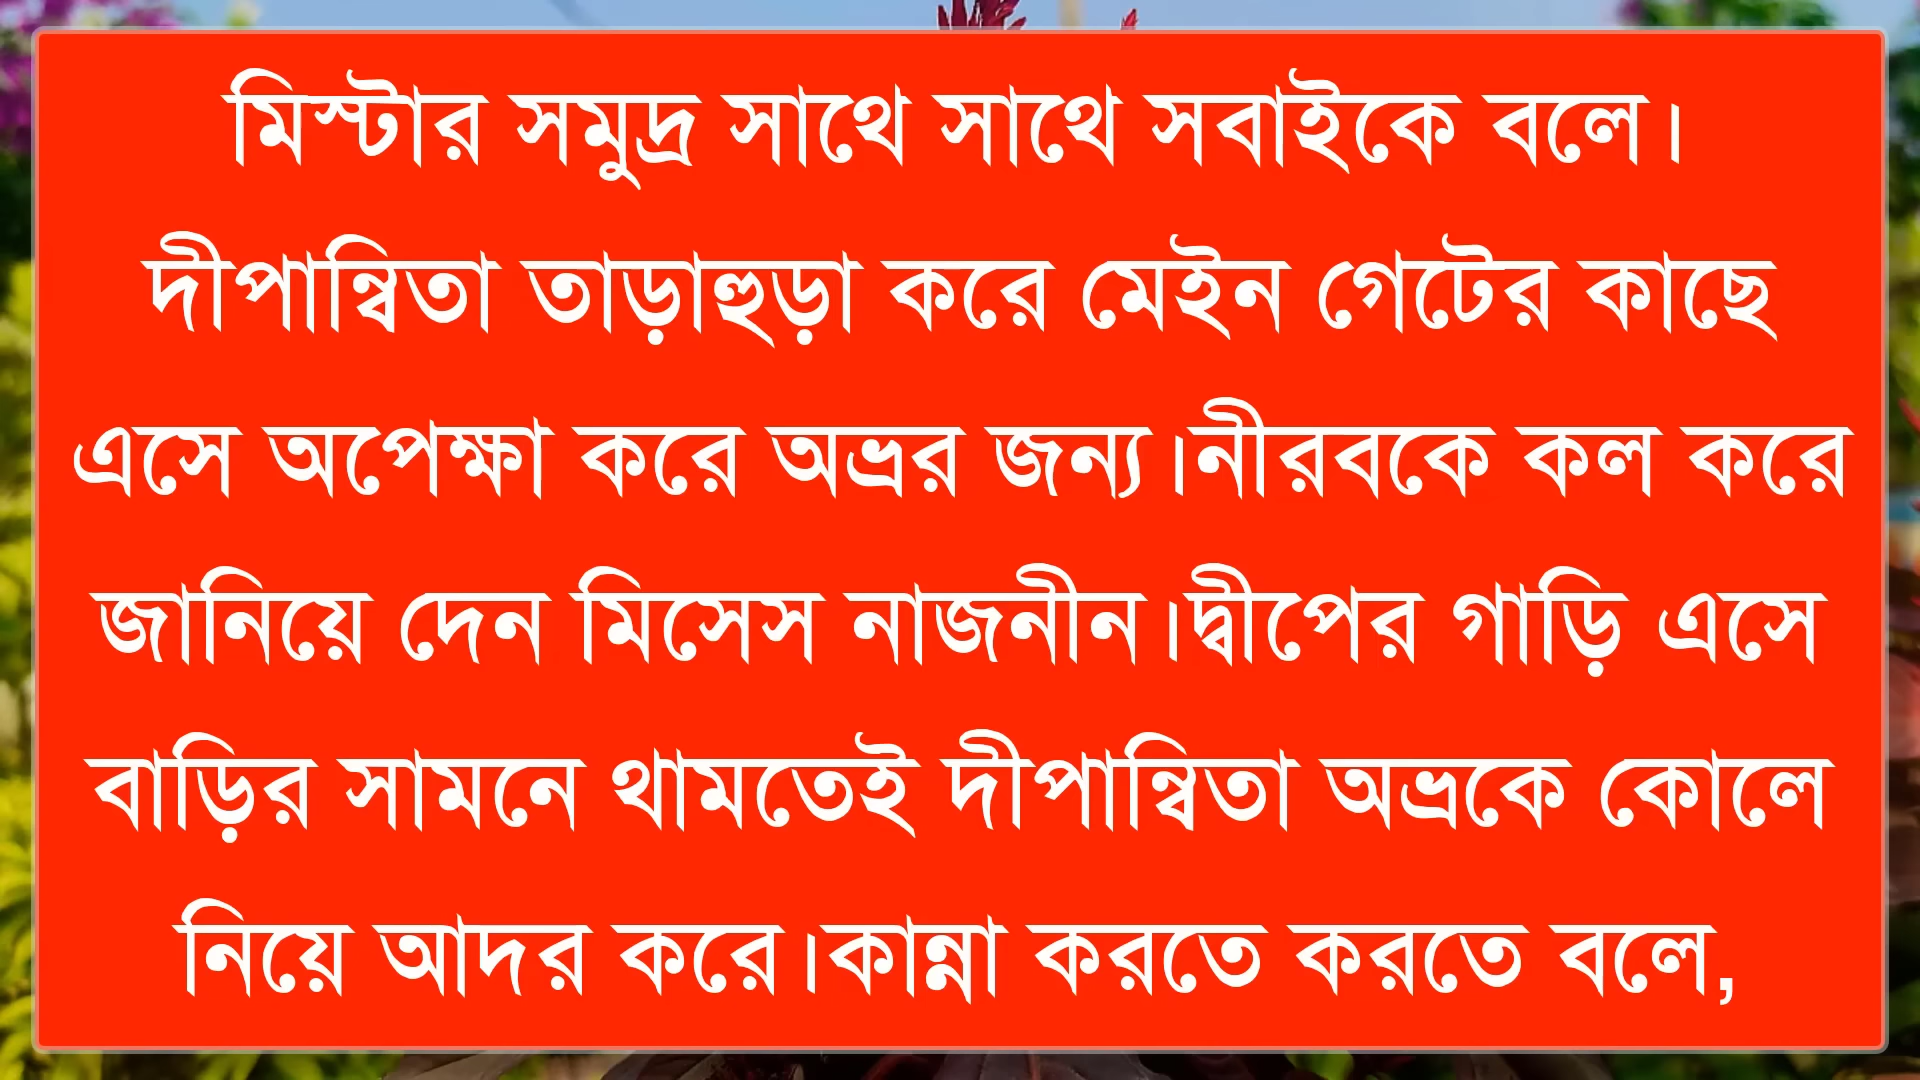 মিস্টার সমুদ্র সাথে সাথে সবাইকে বলে।
দীপান্বিতা তাড়াহুড়া করে মেইন গেটের কাছে
এসে অপেক্ষা করে অভ্রর জন্য।নীরবকে কল করে
জানিয়ে দেন মিসেস নাজনীন।দ্বীপের গাড়ি এসে
বাড়ির সামনে থামতেই দীপান্বিতা অভ্রকে কোলে
নিয়ে আদর করে।কান্না করতে করতে বলে,